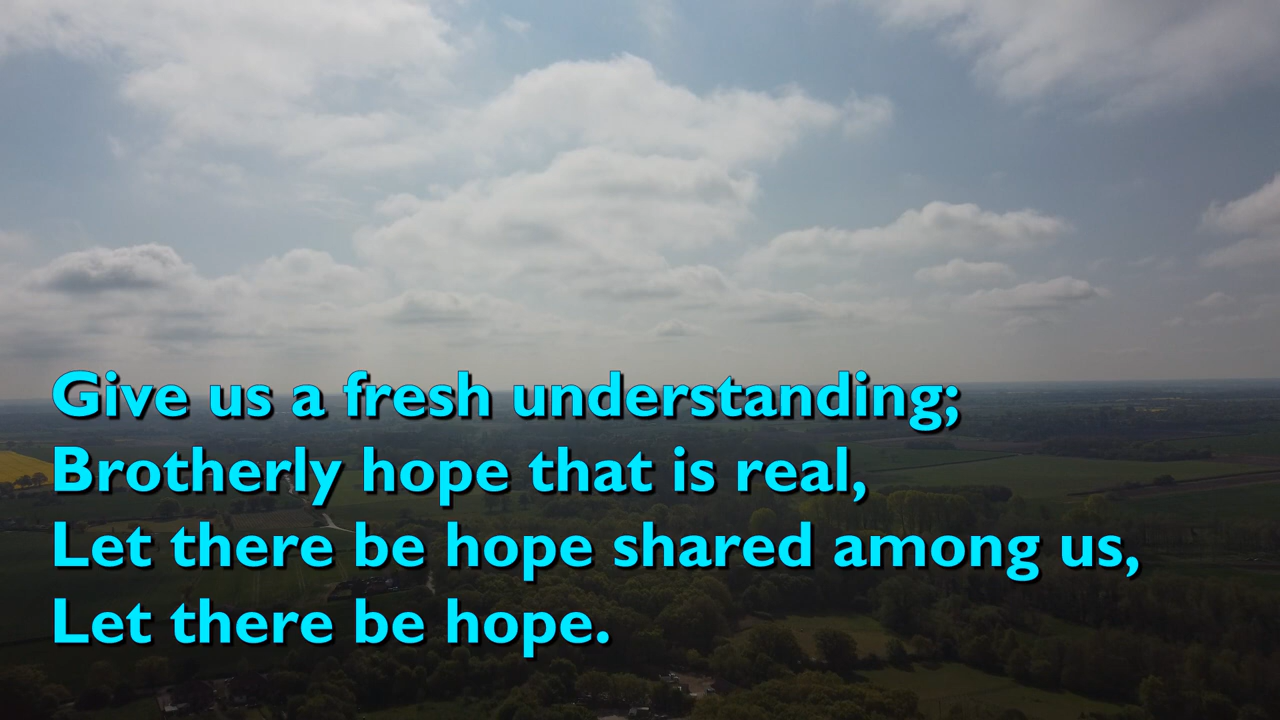 Give us a fresh understanding;
Brotherly hope that is real,
Let there be hope shared among us,
Let there be hope.